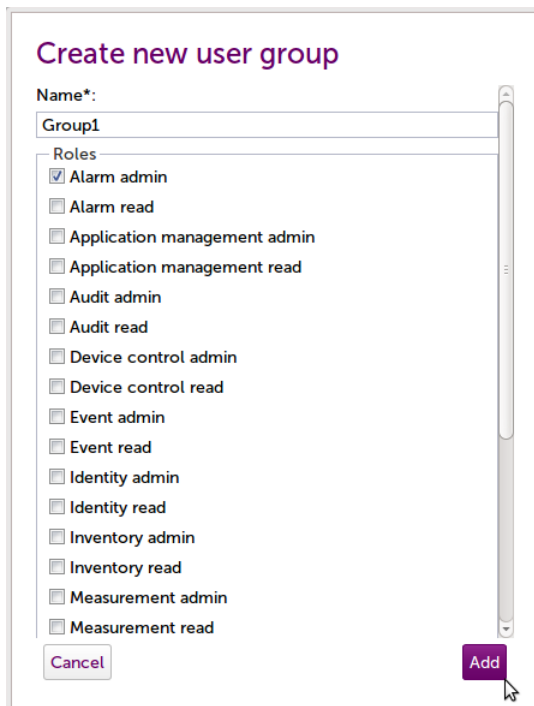 Create new user group
Name*:
Group1
Roles
Alarm admin
Alarm read
Application management admin
Application management read
Audit admin
Audit read
Device control admin
Device control read
Event admin
Event read
Identity admin
Identity read
Inventory admin
Inventory read
Measurement admin
Measurement read
Cancel
Add